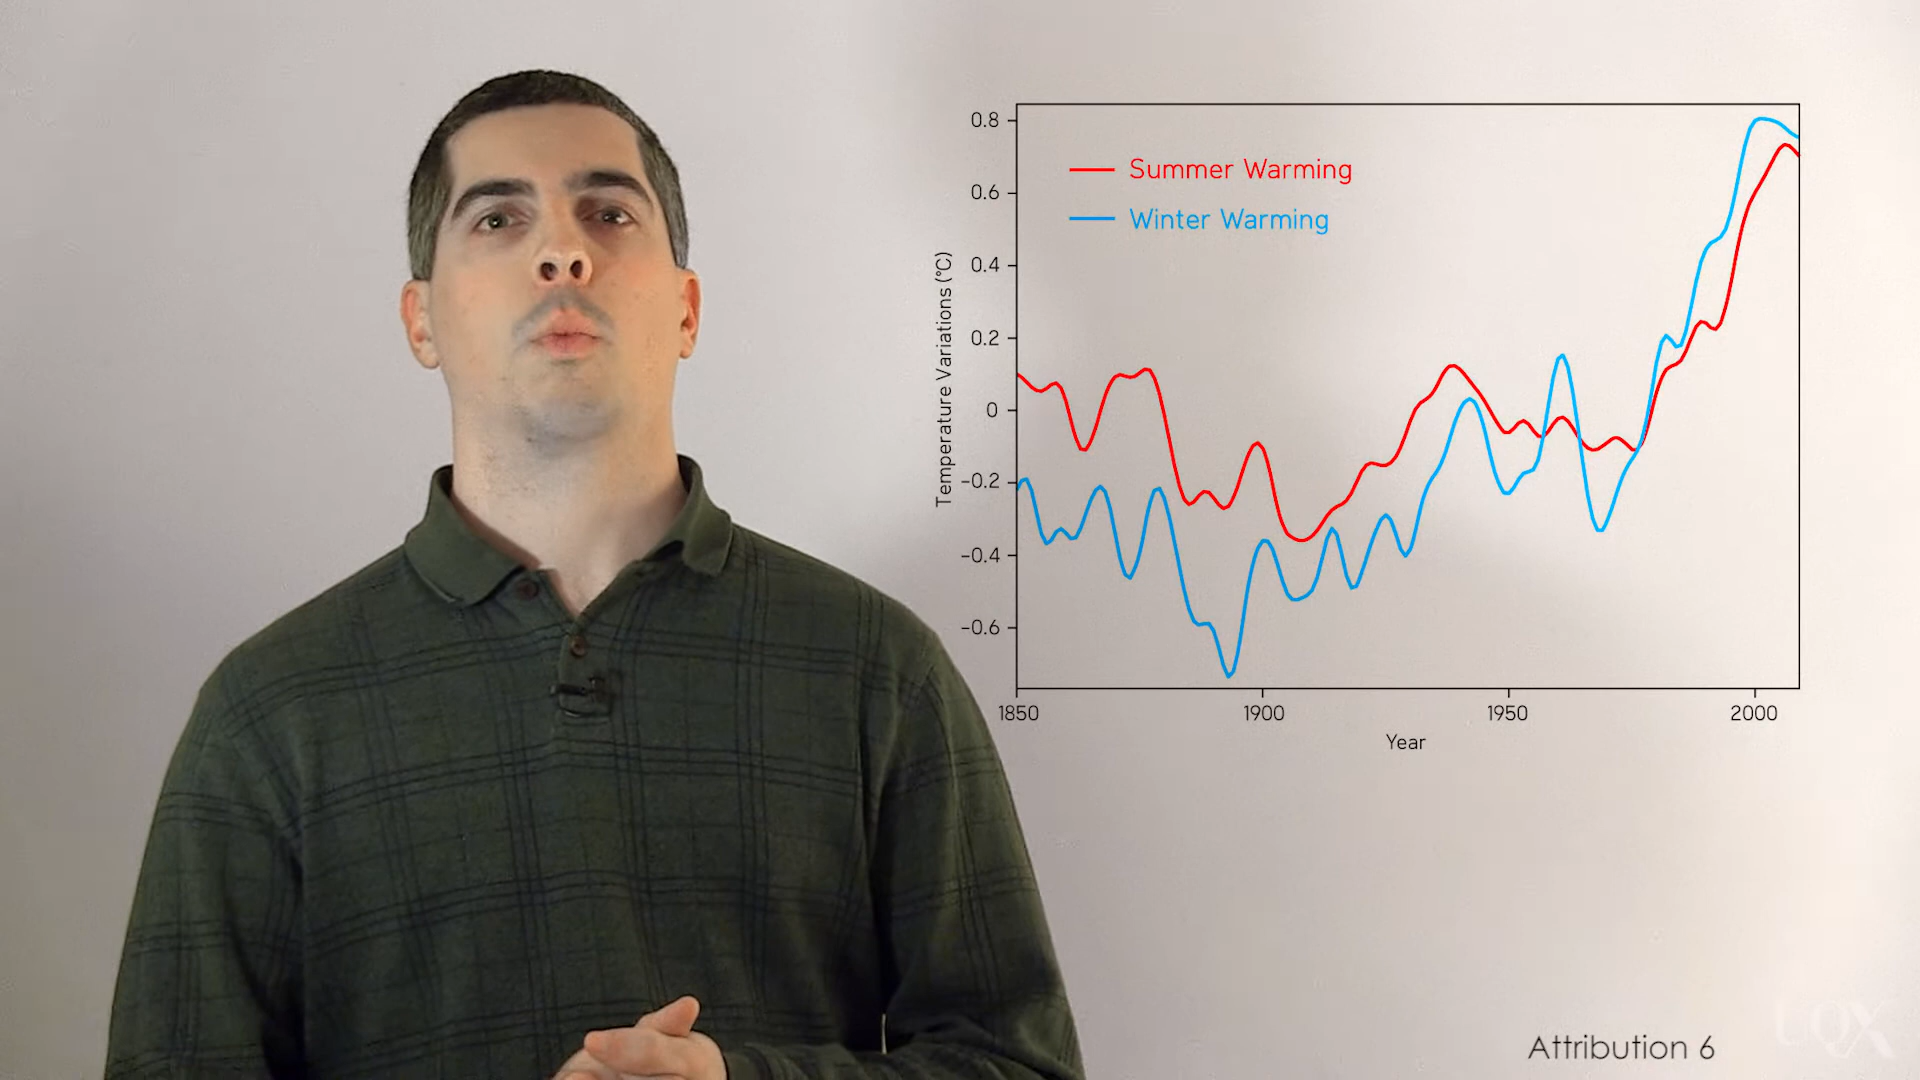 0.8
0.6
0.4
0.2
0
-0.2
-0.4
-0.6
Temperature Variations (°C)
Summer Warming
Winter Warming
1850
1900
1950
2000
Year
Attribution 6
UQX